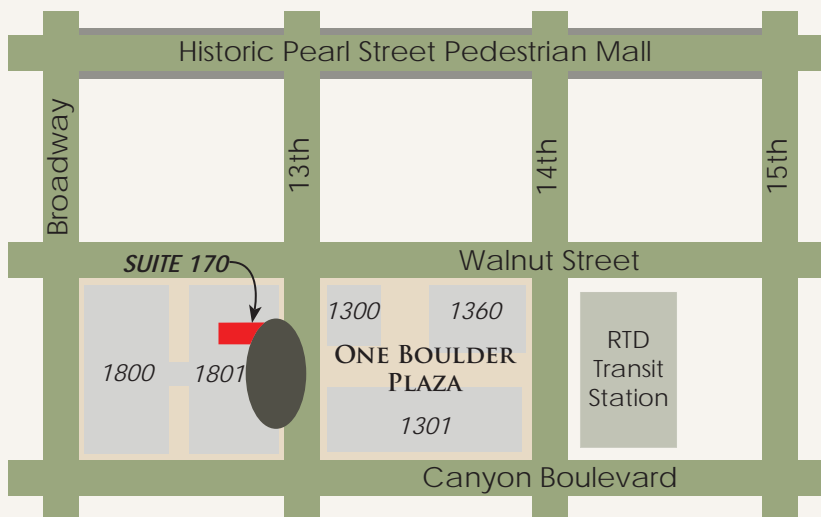 Historic Pearl Street Pedestrian Mall
Broadway
13th
14th
15th
SUITE 170
Walnut Street
1300
1360
RTD
Transit
Station
ONE BOULDER
PLAZA
1800
1801
1301
Canyon Boulevard